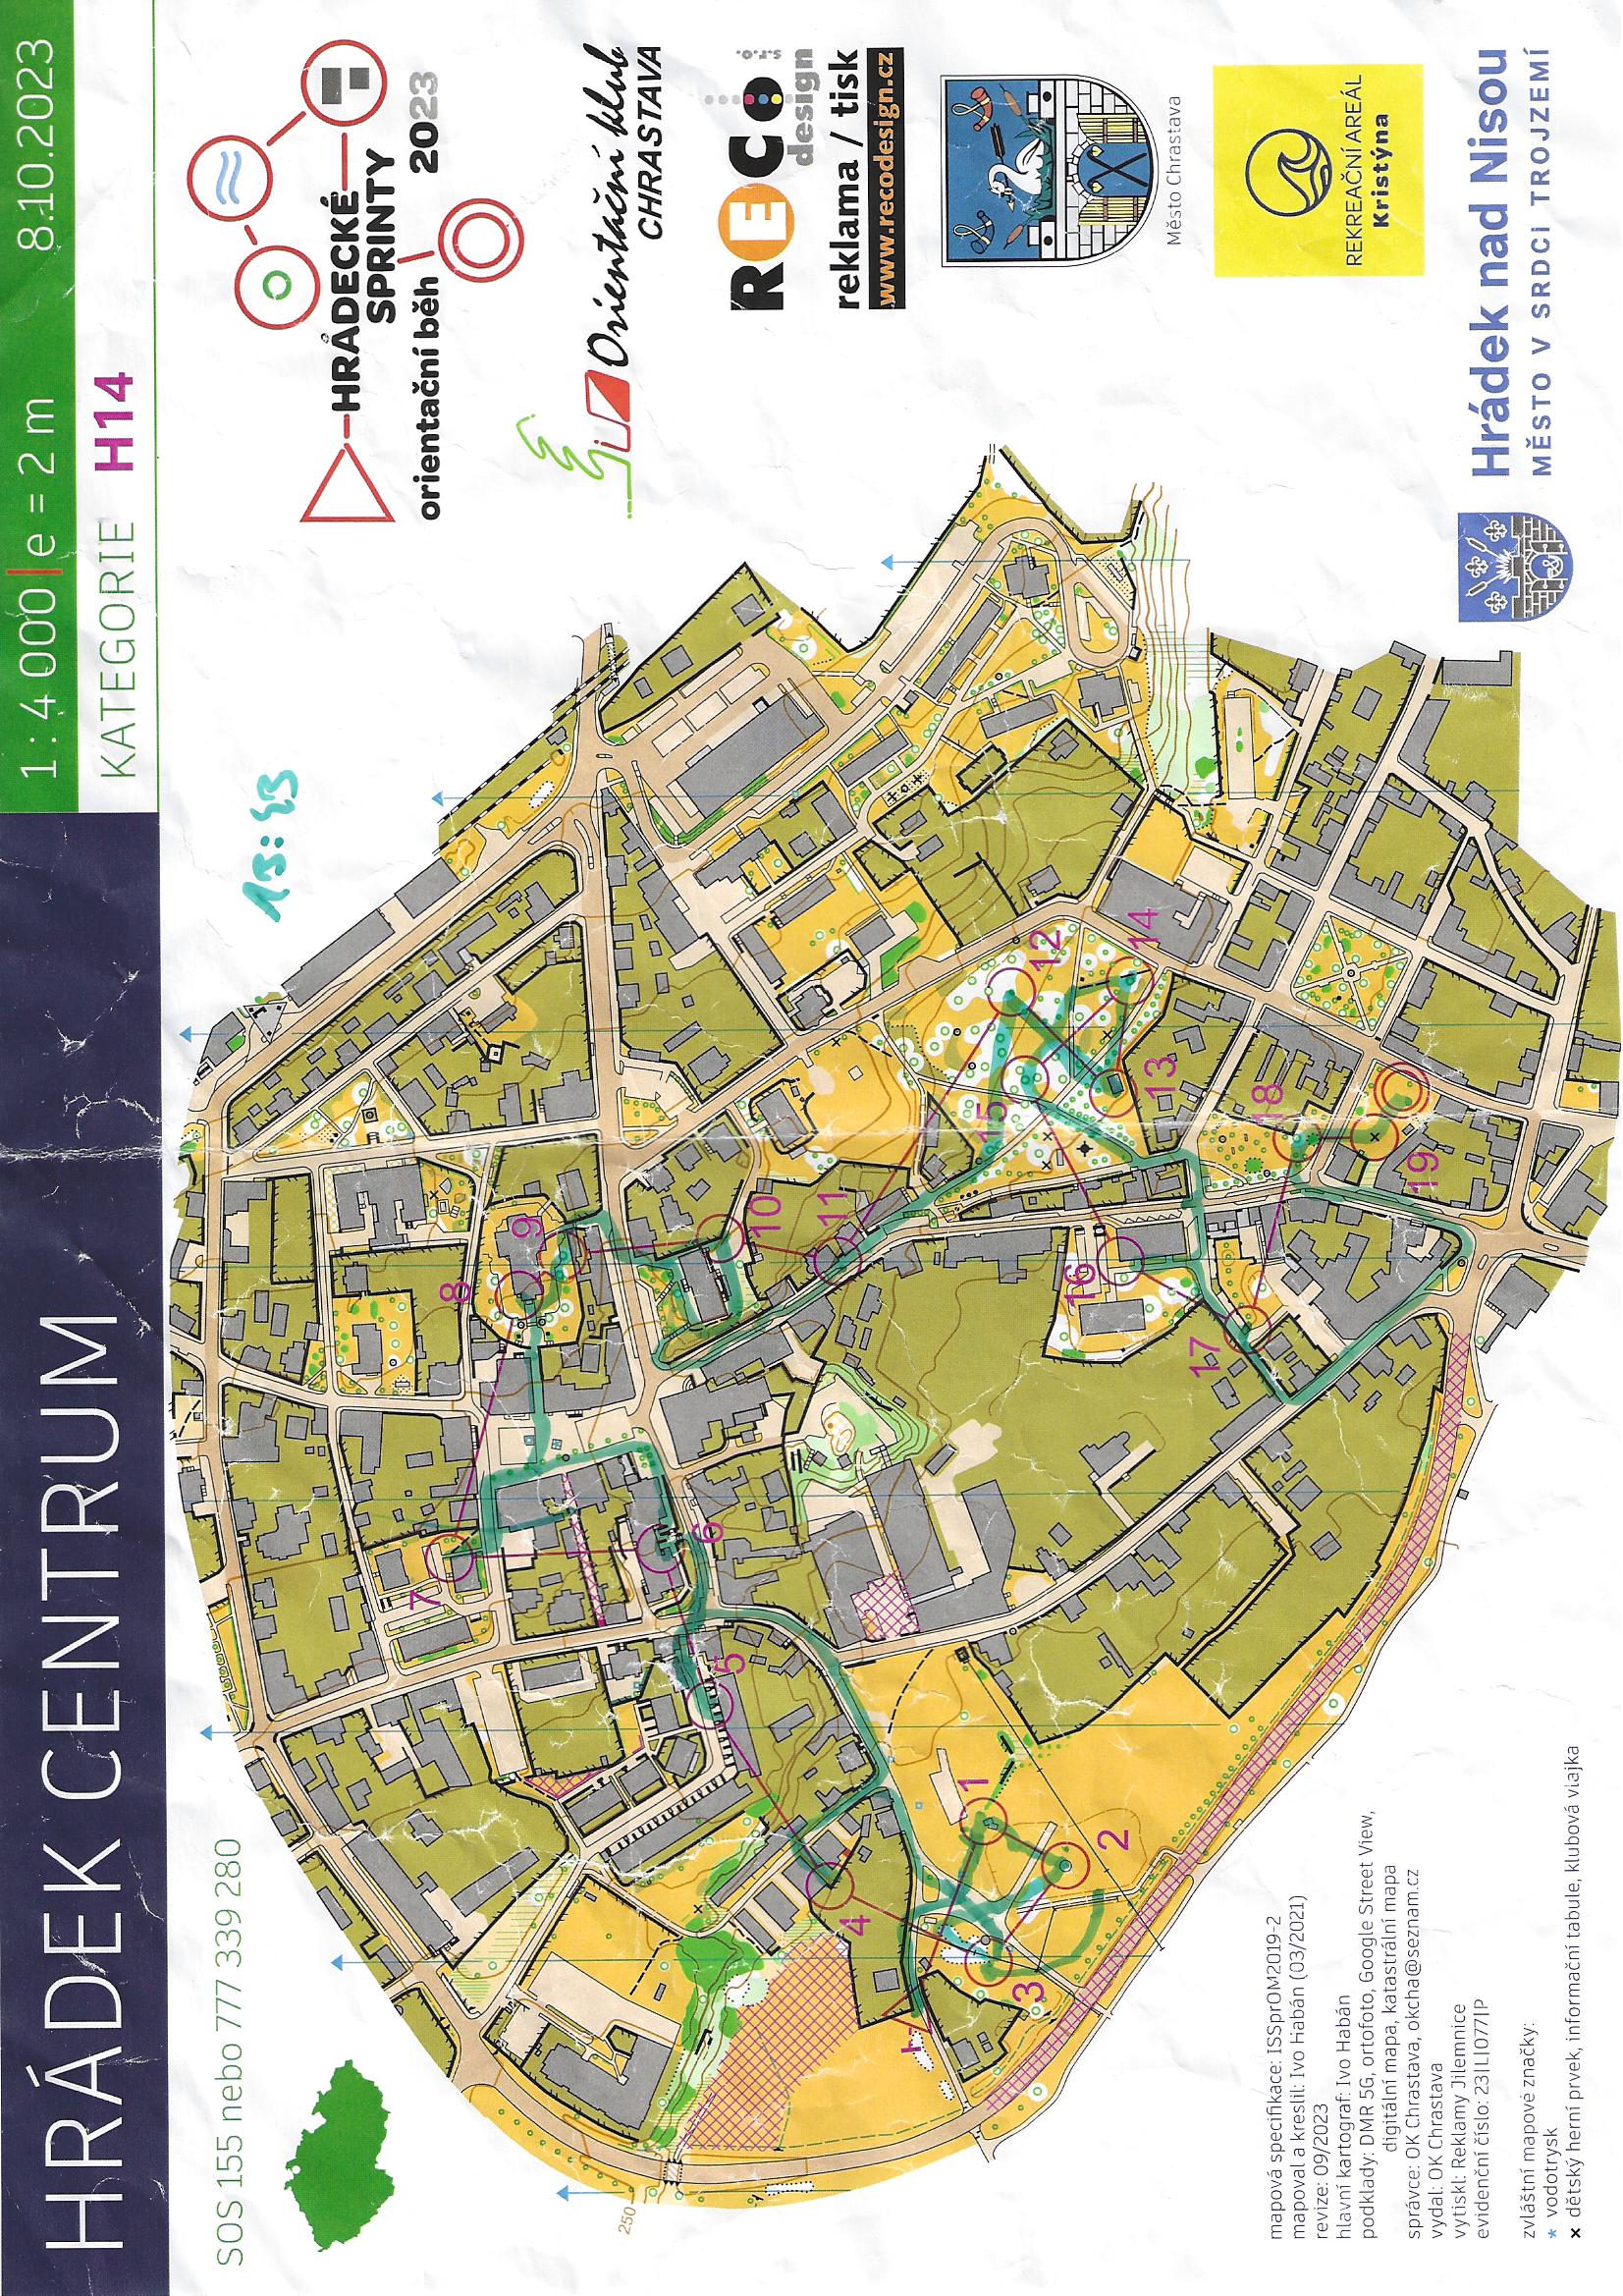 HRÁDEK CENTRUM
1 : 4 000 e = 2 m 8.10.2023
KATEGORIE H14
SOS 155 nebo 777 339 280
13:43
HRÁDECKÉ
SPRINTY
orientační běh 2023
Orientační klub
CHRASTAVA
RECO s.r.o.
design
reklama / tisk
www.recodesign.cz
Město Chrastava
REKREAČNÍ AREÁL
Kristýna
Hrádek nad Nisou
MĚSTO V SRDCi TROJZEMÍ
250
7
8
9
5
6
10
4
11
1
3
2
15
12
16
13
14
17
18
19
mapová specifikace: ISSprOM2019-2
mapoval a kreslil: Ivo Habán (03/2021)
revize: 09/2023
hlavní kartograf: Ivo Habán
podklady: DMR 5G, ortofoto, Google Street View,
digitální mapa, katastrální mapa
správce: OK Chrastava, okcha@seznam.cz
vydal: OK Chrastava
vytiskl: Reklamy Jilemnice
evidenční číslo: 23|L|077|P
zvláštní mapové značky:
* vodotrysk
× dětský herní prvek, informační tabule, klubová vlajka